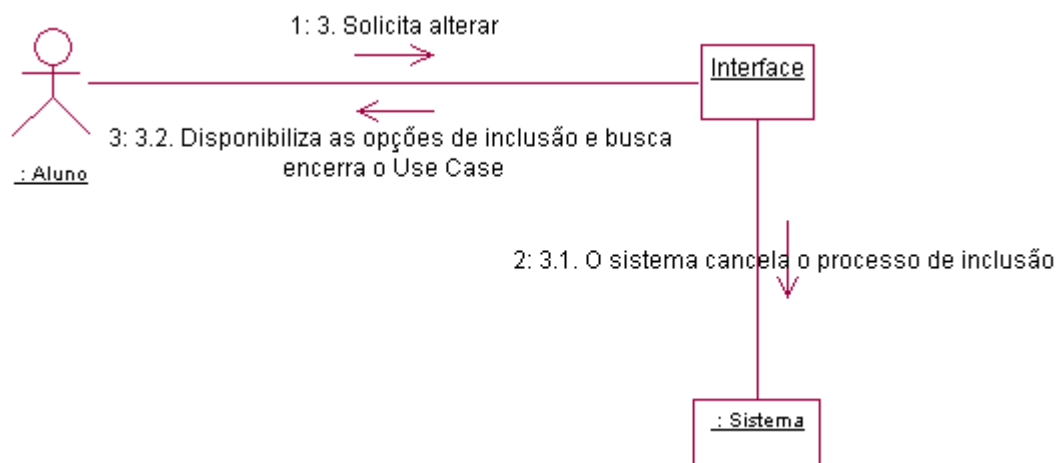 1: 3. Solicita alterar
Interface
3: 3.2. Disponibiliza as opções de inclusão e busca
encerra o Use Case
: Aluno
2: 3.1. O sistema cancela o processo de inclusão
: Sistema